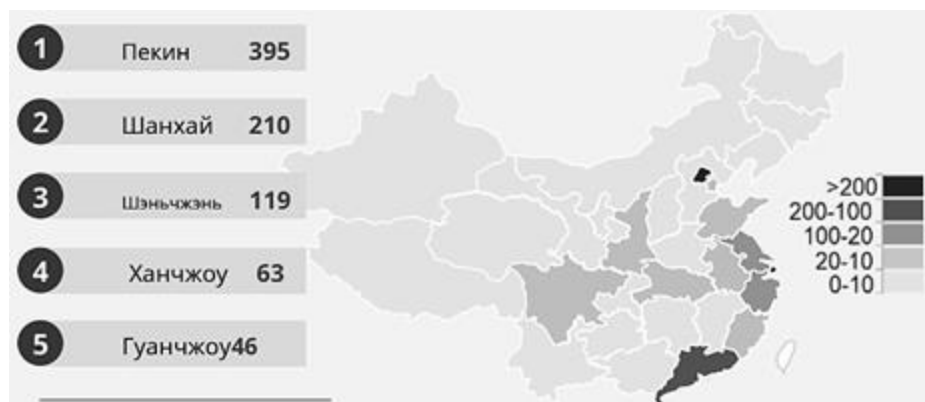 1 Пекин 395
2 Шанхай 210
3 Шэньчжэнь 119
4 Ханчжоу 63
5 Гуанчжоу46
>200
200-100
100-20
20-10
0-10